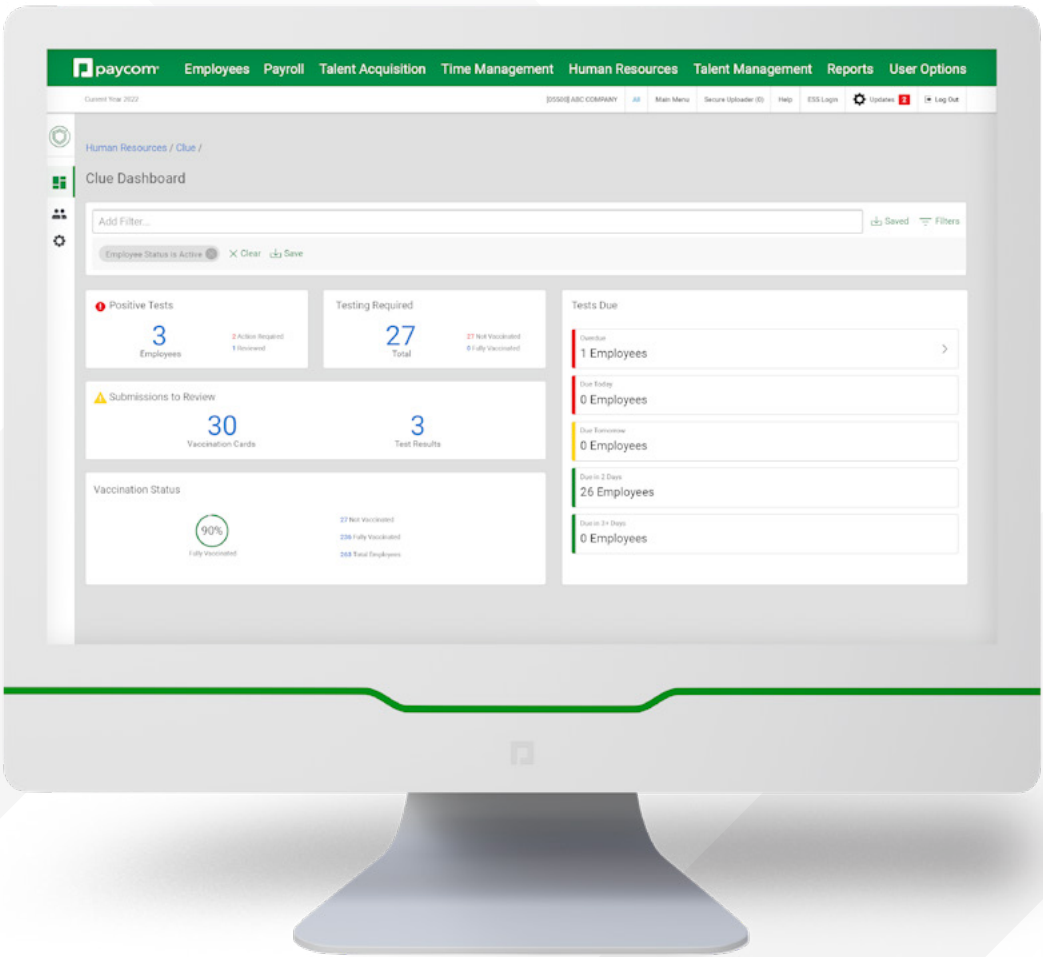 paycom Employees Payroll Talent Acquisition Time Management Human Resources Talent Management Reports User Options
Current Year 2022 [0S500] ABC COMPANY All Main Menu Secure Uploader (0) Help ESS Login Updates 2 Log Out
Human Resources / Clue /
Clue Dashboard
Add Filter...
Saved Filters
Employee Status is Active Clear Save
Positive Tests
3
Employees
2 Action Required
1 Reviewed
Testing Required
27
Total
27 Not Vaccinated
0 Fully Vaccinated
Submissions to Review
30
Vaccination Cards
3
Test Results
Vaccination Status
90%
Fully Vaccinated
27 Not Vaccinated
236 Fully Vaccinated
263 Total Employees
Tests Due
Overdue
1 Employees
Due Today
0 Employees
Due Tomorrow
0 Employees
Due In 2 Days
26 Employees
Due in 3+ Days
0 Employees